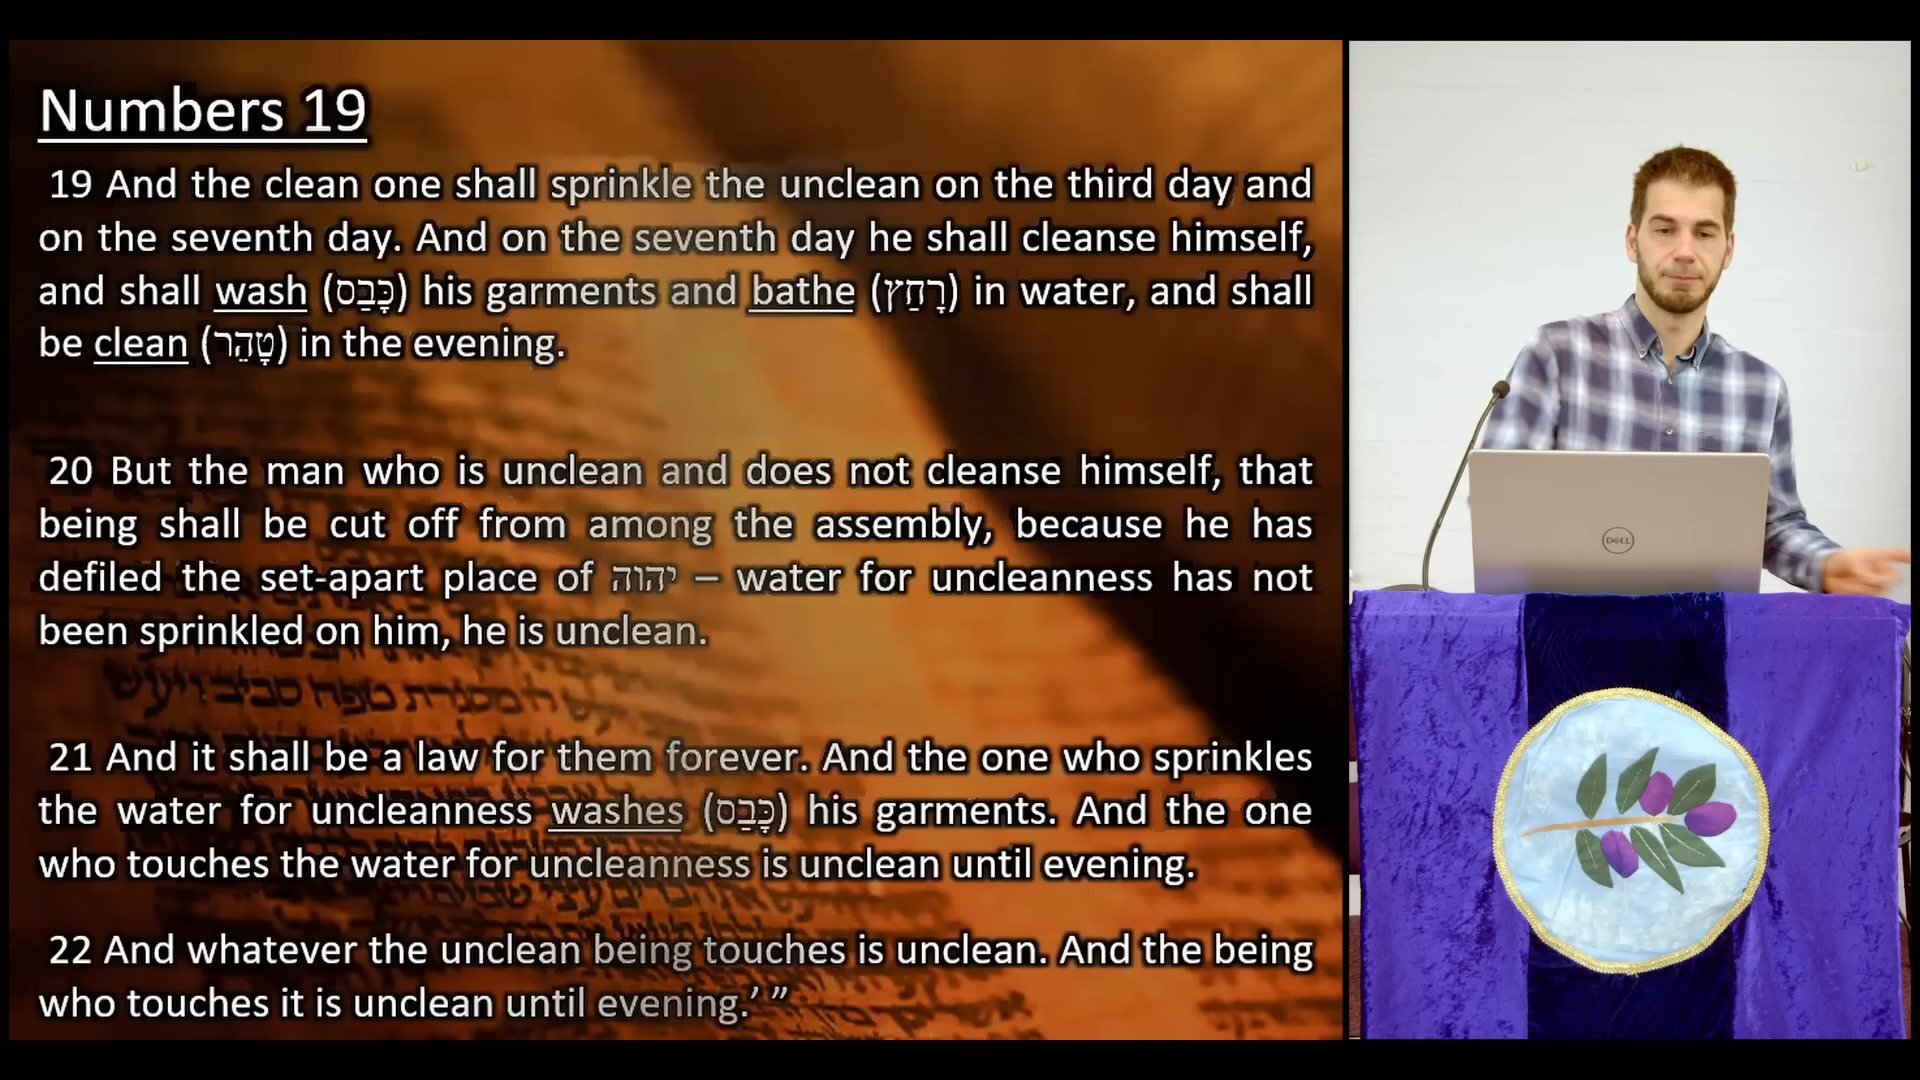 Numbers 19
19 And the clean one shall sprinkle the unclean on the third day and
on the seventh day. And on the seventh day he shall cleanse himself,
and shall wash (כָּבַס) his garments and bathe (רָחַץ) in water, and shall
be clean (טָהֵר) in the evening.
20 But the man who is unclean and does not cleanse himself, that
being shall be cut off from among the assembly, because he has
defiled the set-apart place of יהוה – water for uncleanness has not
been sprinkled on him, he is unclean.
21 And it shall be a law for them forever. And the one who sprinkles
the water for uncleanness washes (כָּבַס) his garments. And the one
who touches the water for uncleanness is unclean until evening.
22 And whatever the unclean being touches is unclean. And the being
who touches it is unclean until evening.’ ”
DELL